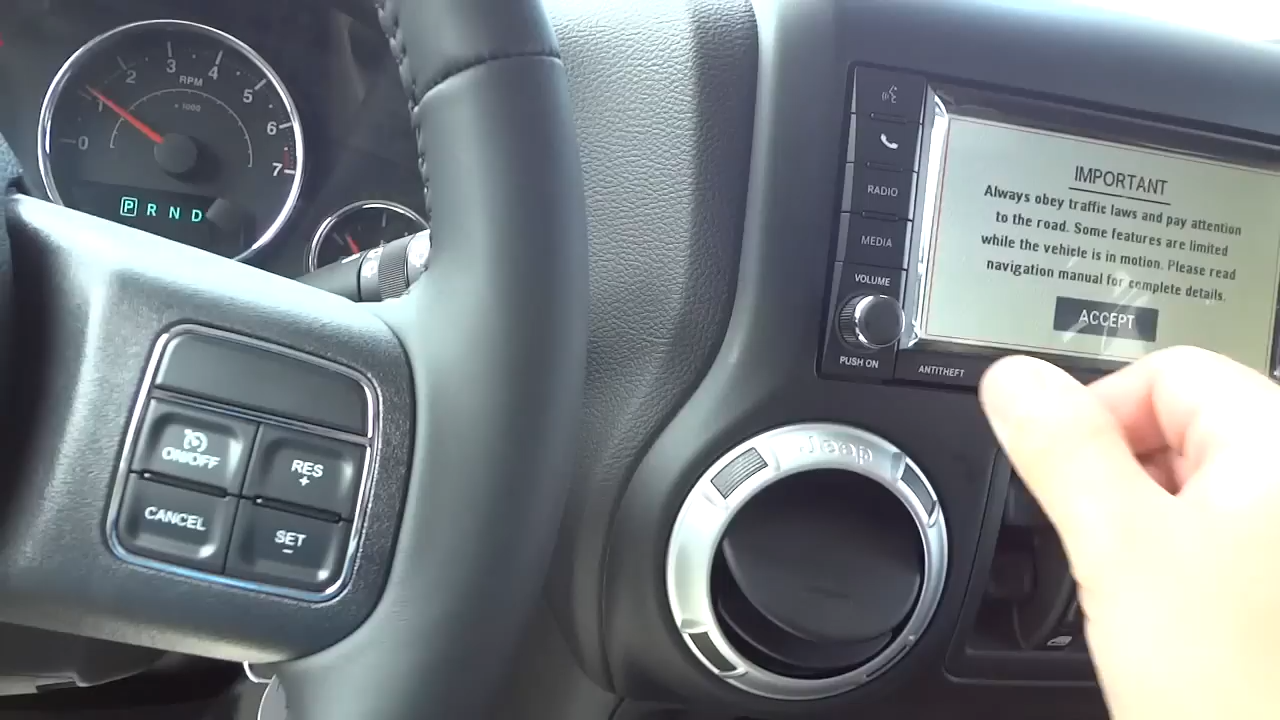 0
1
2
3
4
5
6
7
RPM
× 1000
P R N D
ON/OFF
RES
+
CANCEL
SET
−
RADIO
MEDIA
VOLUME
PUSH ON
ANTITHEFT
IMPORTANT
Always obey traffic laws and pay attention
to the road. Some features are limited
while the vehicle is in motion. Please read
navigation manual for complete details.
ACCEPT
Jeep